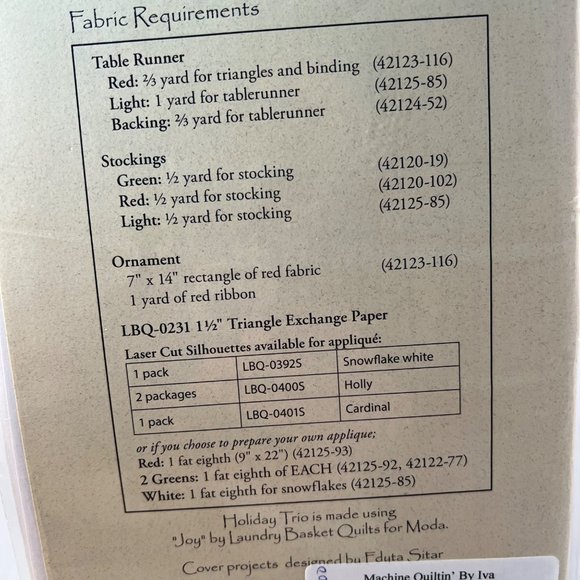 Fabric Requirements
Table Runner
Red: ⅔ yard for triangles and binding (42123-116)
Light: 1 yard for tablerunner (42125-85)
Backing: ⅔ yard for tablerunner (42124-52)
Stockings
Green: ½ yard for stocking (42120-19)
Red: ½ yard for stocking (42120-102)
Light: ½ yard for stocking (42125-85)
Ornament
7" x 14" rectangle of red fabric (42123-116)
1 yard of red ribbon
LBQ-0231 1½" Triangle Exchange Paper
Laser Cut Silhouettes available for appliqué:
1 pack LBQ-0392S Snowflake white
2 packages LBQ-0400S Holly
1 pack LBQ-0401S Cardinal
or if you choose to prepare your own applique;
Red: 1 fat eighth (9" x 22") (42125-93)
2 Greens: 1 fat eighth of EACH (42125-92, 42122-77)
White: 1 fat eighth for snowflakes (42125-85)
Holiday Trio is made using
"Joy" by Laundry Basket Quilts for Moda.
Cover projects designed by Edyta Sitar
Machine Quiltin' By Iva